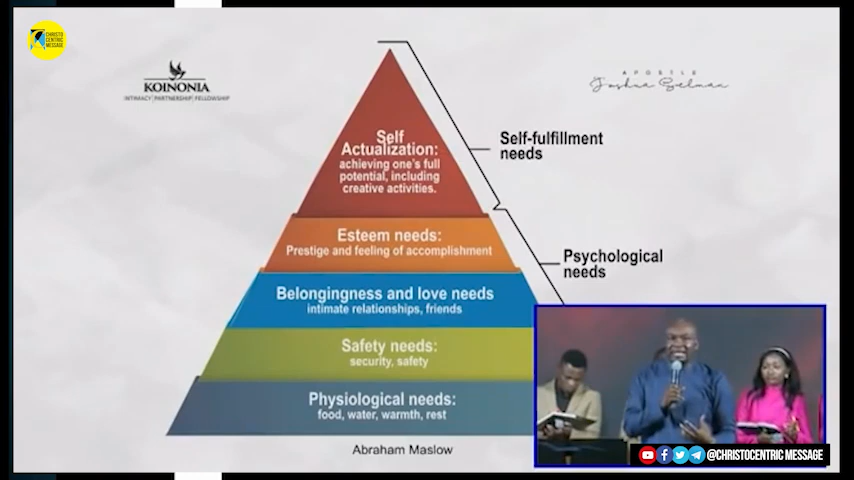 CHRISTO
CENTRIC
MESSAGE
KOINONIA
INTIMACY PARTNERSHIP FELLOWSHIP
APOSTLE
Joshua Selman
Self
Actualization:
achieving one's full
potential, including
creative activities.
Self-fulfillment
needs
Esteem needs:
Prestige and feeling of accomplishment
Psychological
needs
Belongingness and love needs
intimate relationships, friends
Safety needs:
security, safety
Physiological needs:
food, water, warmth, rest
Abraham Maslow
@CHRISTOCENTRIC MESSAGE